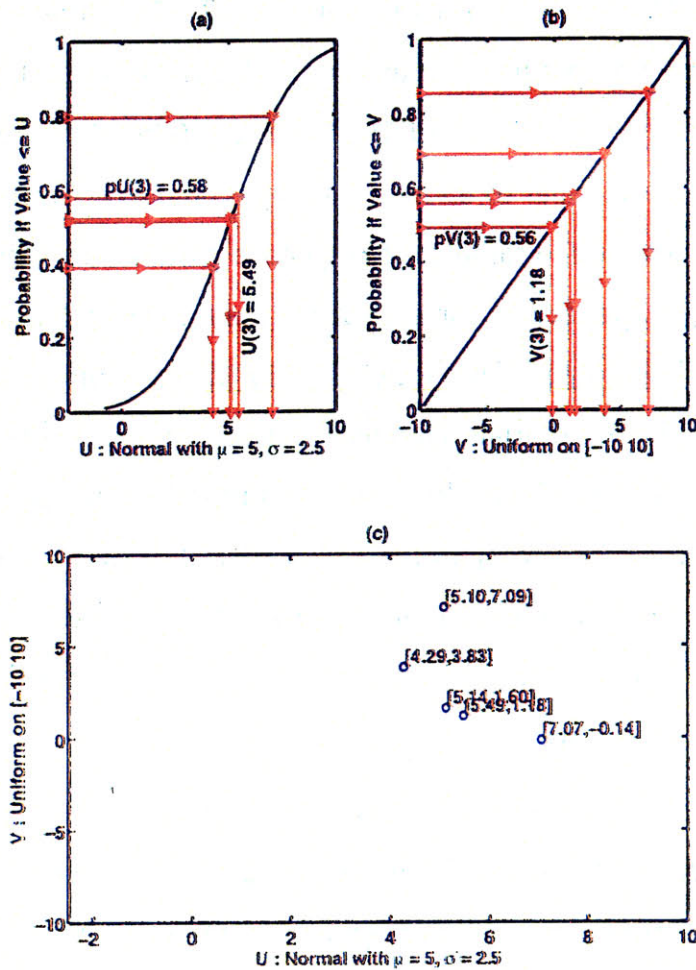 (a)
Probability if Value <= U
1
0.8
0.6
0.4
0.2
0
pU(3) = 0.58
U(3) = 5.49
0
5
10
U : Normal with μ = 5, σ = 2.5
(b)
Probability if Value <= V
1
0.8
0.6
0.4
0.2
0
pV(3) = 0.56
V(3) = 1.18
-10
-5
0
5
10
V : Uniform on [-10 10]
(c)
V : Uniform on [-10 10]
10
5
0
-5
-10
[5.10,7.09]
[4.29,3.83]
[5.14,1.60]
[5.49,1.18]
[7.07,-0.14]
-2
0
2
4
6
8
10
U : Normal with μ = 5, σ = 2.5